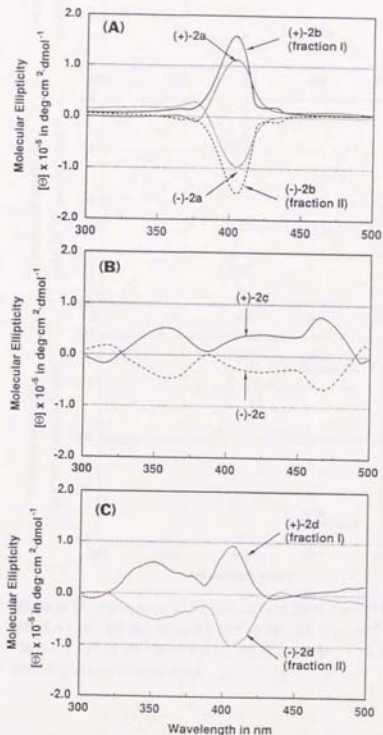 (A)
(+)-2a
(+)-2b
(fraction I)
2.0
1.0
0.0
-1.0
-2.0
(-)-2a
(-)-2b
(fraction II)
300 350 400 450 500
Molecular Ellipticity
[Θ] x 10⁻⁵ in deg·cm²·dmol⁻¹
(B)
2.0
1.0
0.0
-1.0
-2.0
(+)-2c
(-)-2c
300 350 400 450 500
Molecular Ellipticity
[Θ] x 10⁻⁵ in deg·cm²·dmol⁻¹
(C)
2.0
1.0
0.0
-1.0
-2.0
(+)-2d
(fraction I)
(-)-2d
(fraction II)
300 350 400 450 500
Molecular Ellipticity
[Θ] x 10⁻⁵ in deg·cm²·dmol⁻¹
Wavelength in nm